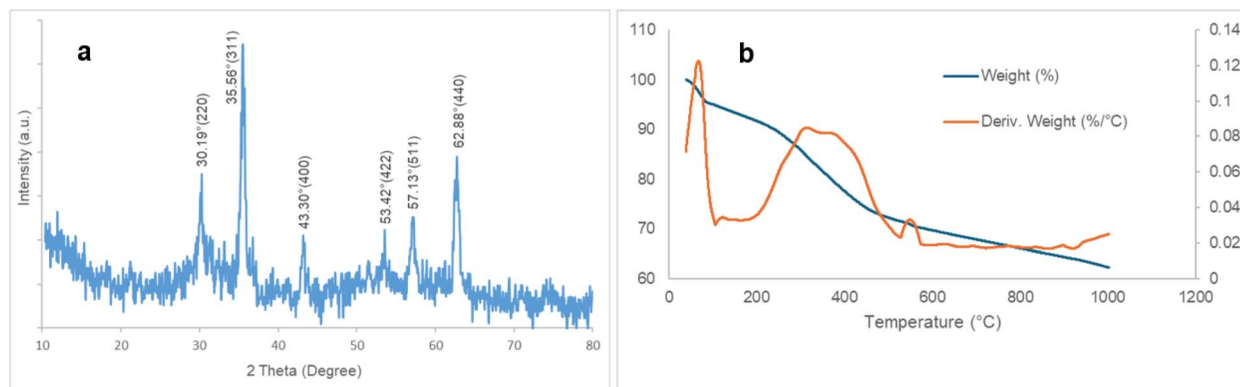 a
30.19°(220)
35.56°(311)
43.30°(400)
53.42°(422)
57.13°(511)
62.88°(440)
Intensity (a.u.)
10 20 30 40 50 60 70 80
2 Theta (Degree)
b
110
100
90
80
70
60
Weight (%)
Deriv. Weight (%/°C)
0.14
0.12
0.1
0.08
0.06
0.04
0.02
0
0 200 400 600 800 1000 1200
Temperature (°C)